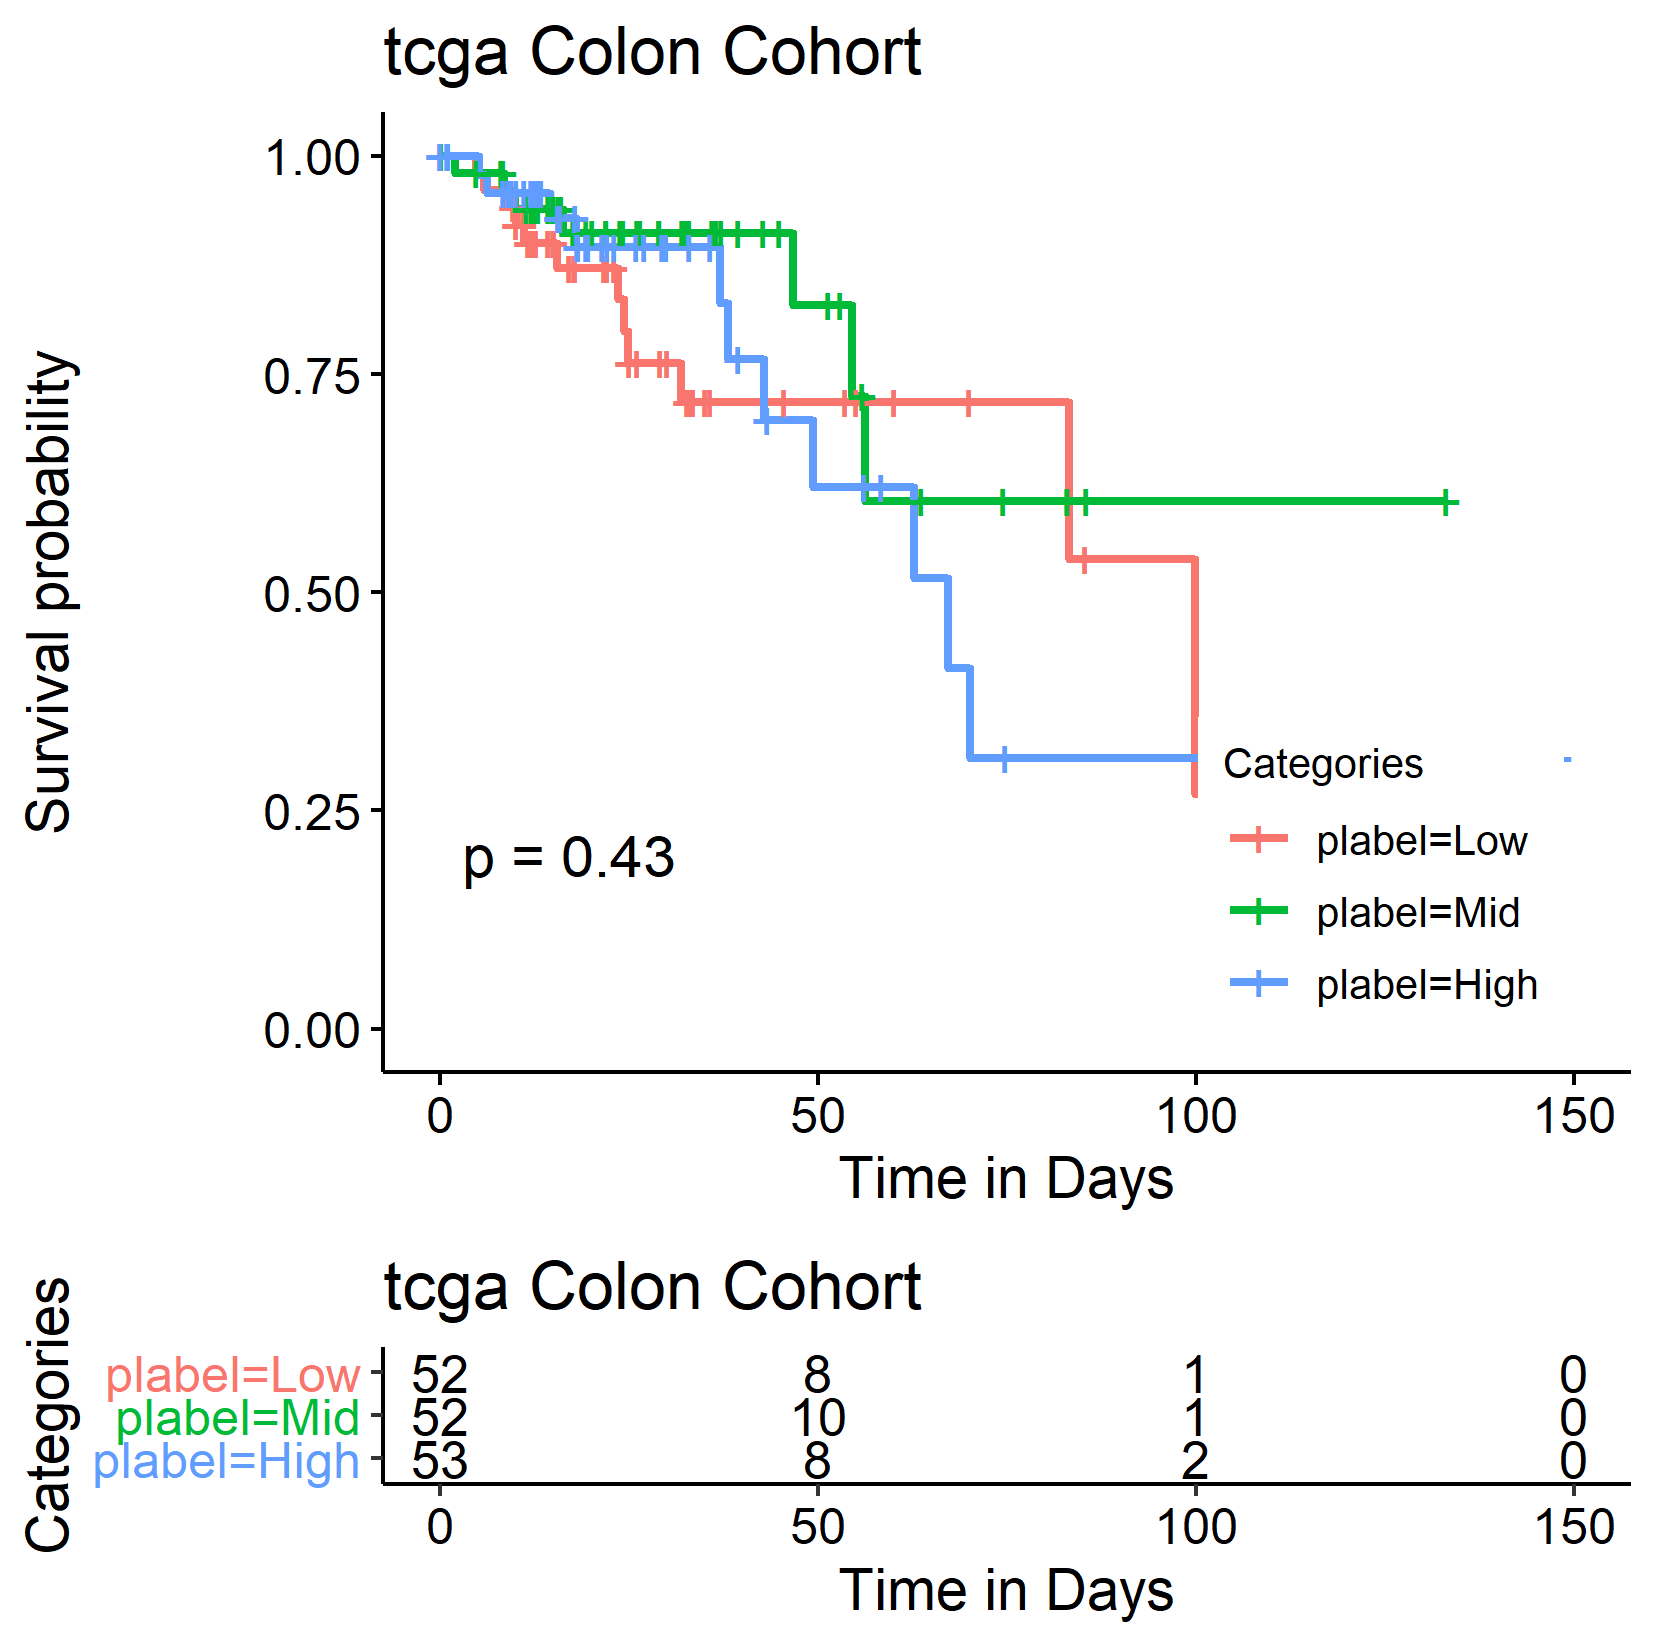 tcga Colon Cohort
Survival probability
1.00
0.75
0.50
0.25
0.00
p = 0.43
Categories
plabel=Low
plabel=Mid
plabel=High
0 50 100 150
Time in Days
tcga Colon Cohort
Categories
plabel=Low 52 8 1 0
plabel=Mid 52 10 1 0
plabel=High 53 8 2 0
0 50 100 150
Time in Days